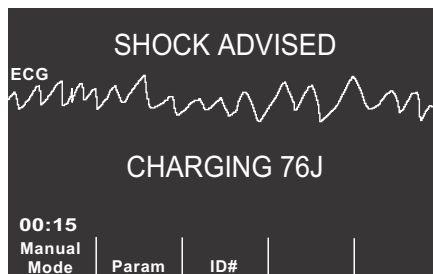 SHOCK ADVISED
ECG
CHARGING 76J
00:15
Manual
Mode Param ID#